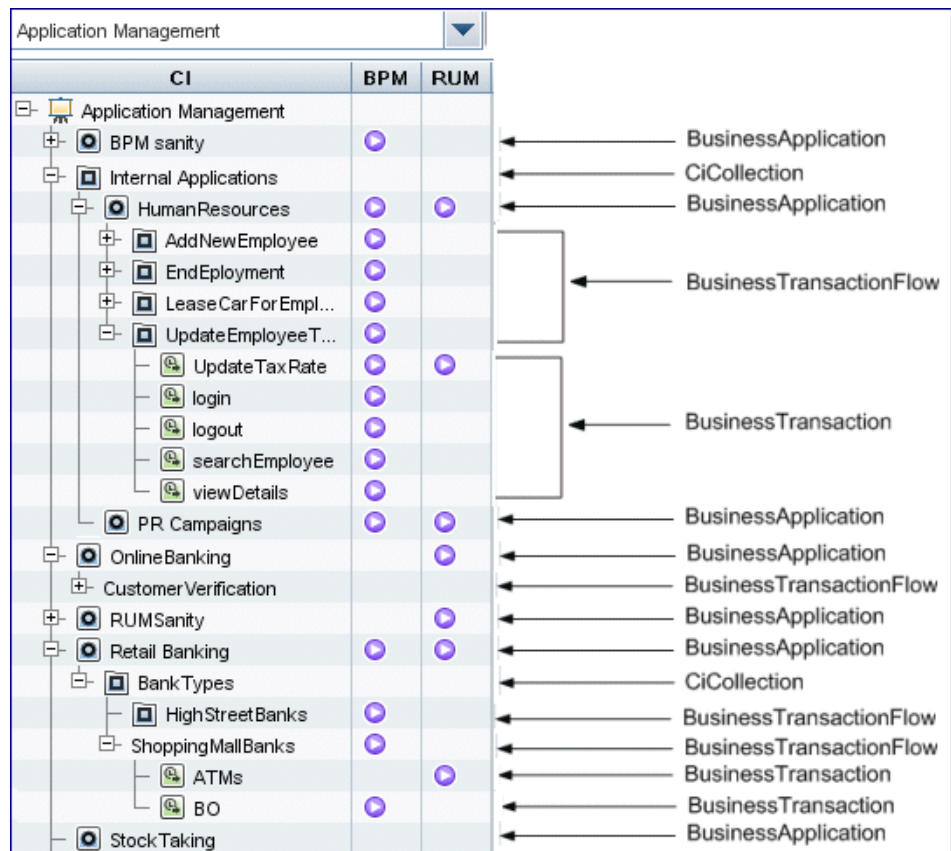 Application Management
CI BPM RUM
Application Management
BPM sanity BusinessApplication
Internal Applications CiCollection
HumanResources BusinessApplication
AddNewEmployee
EndEployment BusinessTransactionFlow
LeaseCarForEmpl...
UpdateEmployeeT...
UpdateTaxRate
login
logout BusinessTransaction
searchEmployee
viewDetails
PR Campaigns BusinessApplication
OnlineBanking BusinessApplication
CustomerVerification BusinessTransactionFlow
RUMSanity BusinessApplication
Retail Banking BusinessApplication
BankTypes CiCollection
HighStreetBanks BusinessTransactionFlow
ShoppingMallBanks BusinessTransactionFlow
ATMs BusinessTransaction
BO BusinessTransaction
StockTaking BusinessApplication